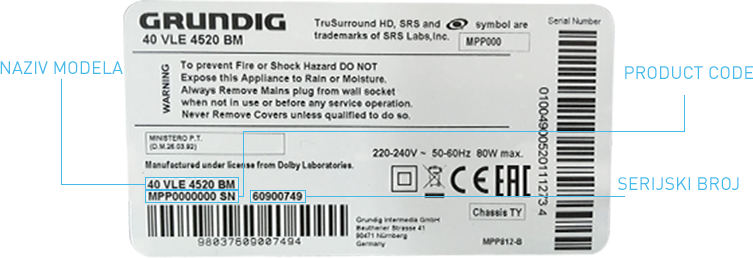 GRUNDIG
40 VLE 4520 BM
TruSurround HD, SRS and symbol are
trademarks of SRS Labs,Inc.
MPP000
Serial Number
NAZIV MODELA
PRODUCT CODE
WARNING
To prevent Fire or Shock Hazard DO NOT
Expose this Appliance to Rain or Moisture.
Always Remove Mains plug from wall socket
when not in use or before any service operation.
Never Remove Covers unless qualified to do so.
MINISTERO P.T.
(D.M.26.03.92)
Manufactured under license from Dolby Laboratories.
220-240V ~ 50-60Hz 80W max.
40 VLE 4520 BM
MPP0000000 SN 60900749
SERIJSKI BROJ
CE EAC
Chassis TY
Grundig Intermedia GmbH
Beuthener Strasse 41
90471 Nürnberg
Germany
MPP812-B
98037609007494
01004900520111273 4